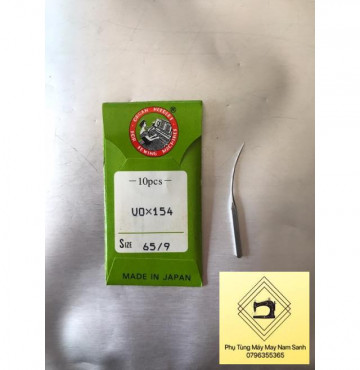 ORGAN NEEDLES
FOR SEWING MACHINES
®
—10pcs—
UO×154
SIZE 65/9
MADE IN JAPAN
Phụ Tùng Máy May Nam Sanh
0796355365